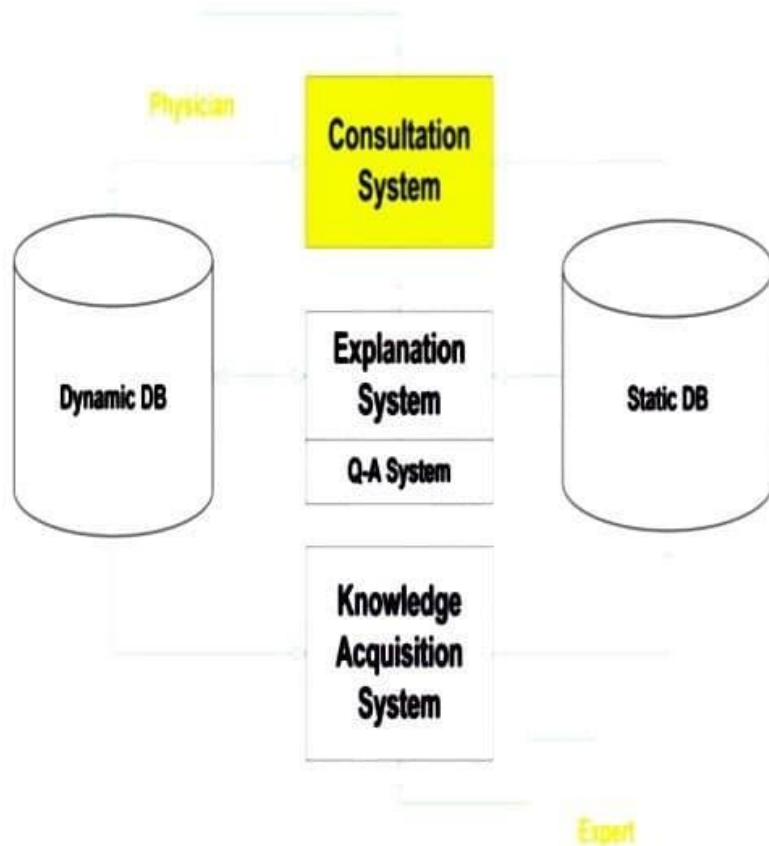 Physician
Consultation
System
Explanation
System
Dynamic DB
Static DB
Q-A System
Knowledge
Acquisition
System
Expert